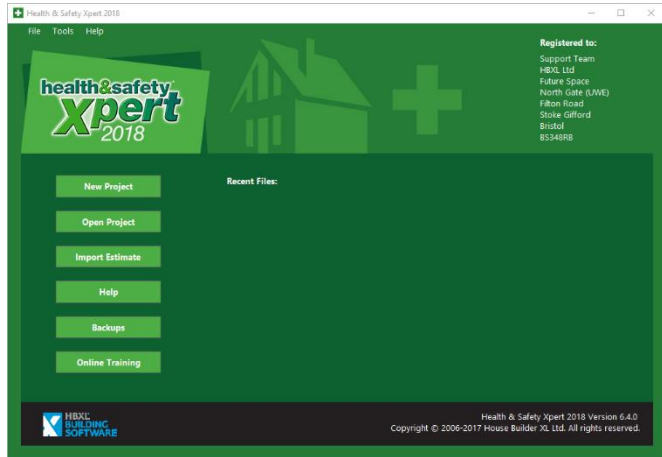 Health & Safety Xpert 2018
File Tools Help
Registered to:
Support Team
HBXL Ltd
Future Space
North Gate (UWE)
Filton Road
Stoke Gifford
Bristol
BS348RB
health&safety
xpert
2018
New Project
Recent Files:
Open Project
Import Estimate
Help
Backups
Online Training
HBXL
BUILDING
SOFTWARE
Health & Safety Xpert 2018 Version 6.4.0
Copyright © 2006-2017 House Builder XL Ltd. All rights reserved.